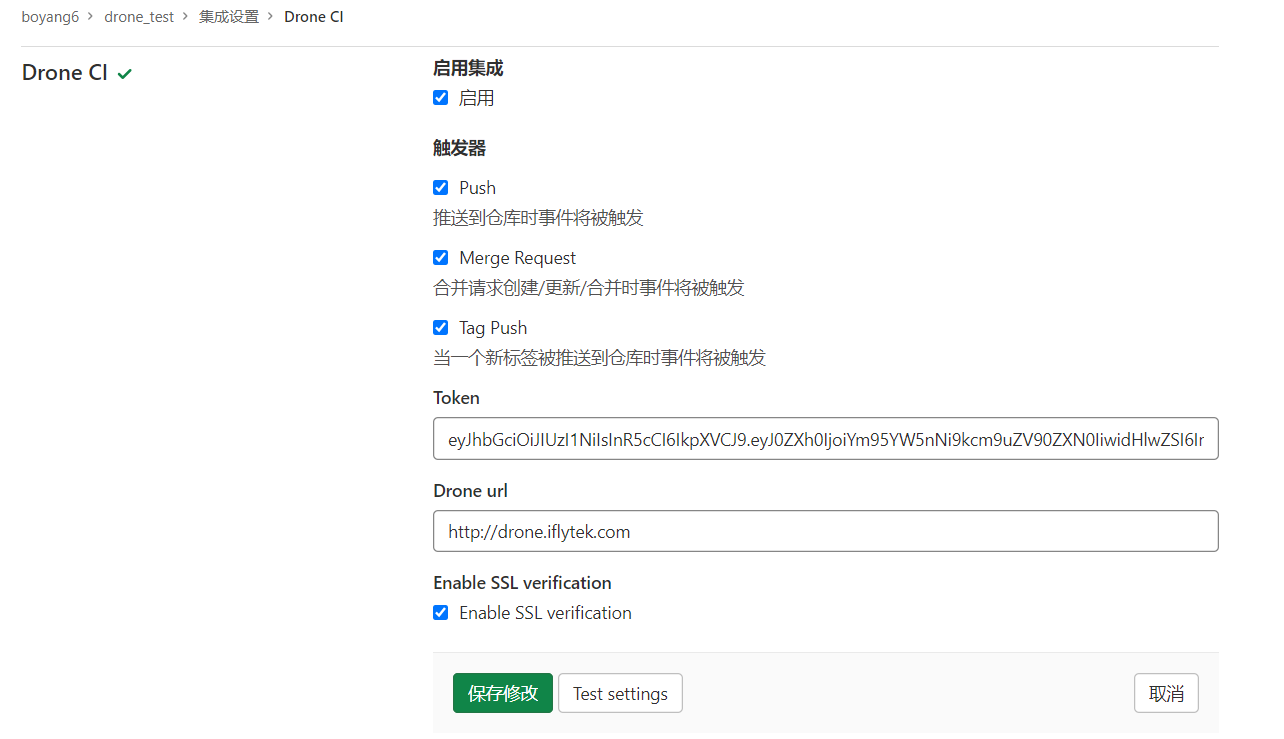 boyang6 > drone_test > 集成设置 > Drone CI
Drone CI
启用集成
启用
触发器
Push
推送到仓库时事件将被触发
Merge Request
合并请求创建/更新/合并时事件将被触发
Tag Push
当一个新标签被推送到仓库时事件将被触发
Token
eyJhbGciOiJIUzI1NiIsInR5cCI6IkpXVCJ9.eyJ0ZXh0IjoiYm95YW5nNi9kcm9uZV90ZXN0IiwidHlwZSI6Ir
Drone url
http://drone.iflytek.com
Enable SSL verification
Enable SSL verification
保存修改 Test settings 取消